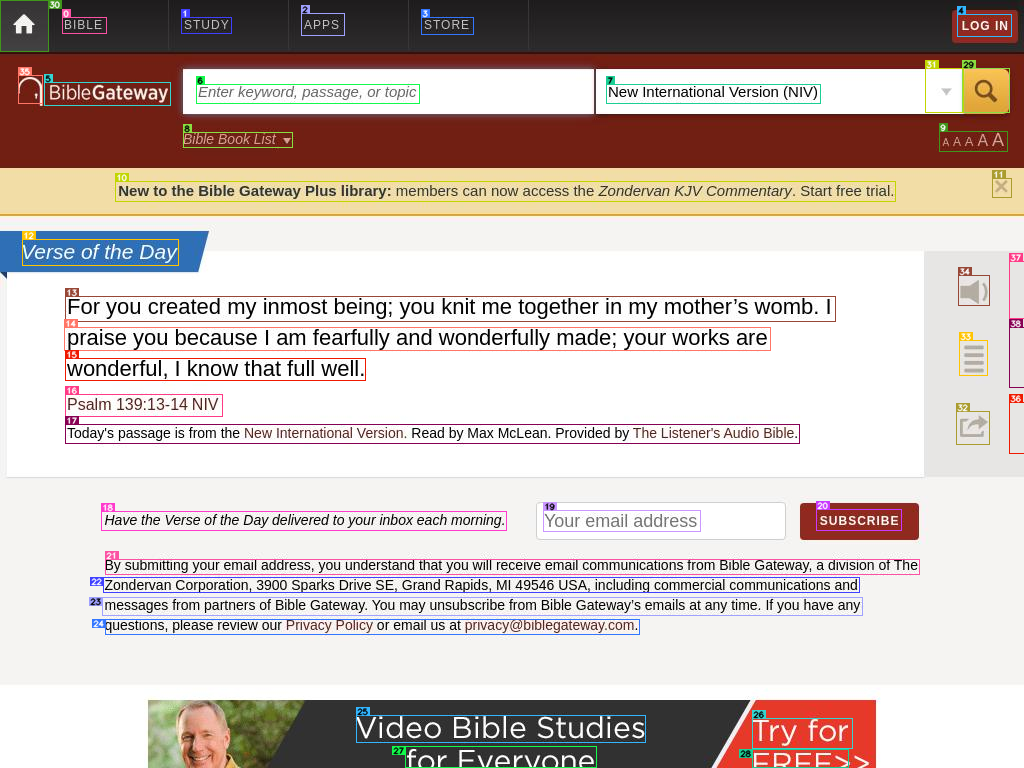 BIBLE STUDY APPS STORE LOG IN
BibleGateway Enter keyword, passage, or topic New International Version (NIV)
Bible Book List A A A A A
New to the Bible Gateway Plus library: members can now access the Zondervan KJV Commentary. Start free trial.
Verse of the Day
For you created my inmost being; you knit me together in my mother’s womb. I
praise you because I am fearfully and wonderfully made; your works are
wonderful, I know that full well.
Psalm 139:13-14 NIV
Today's passage is from the New International Version. Read by Max McLean. Provided by The Listener's Audio Bible.
Have the Verse of the Day delivered to your inbox each morning. Your email address SUBSCRIBE
By submitting your email address, you understand that you will receive email communications from Bible Gateway, a division of The
Zondervan Corporation, 3900 Sparks Drive SE, Grand Rapids, MI 49546 USA, including commercial communications and
messages from partners of Bible Gateway. You may unsubscribe from Bible Gateway’s emails at any time. If you have any
questions, please review our Privacy Policy or email us at privacy@biblegateway.com.
Video Bible Studies Try for
for Everyone FREE>>